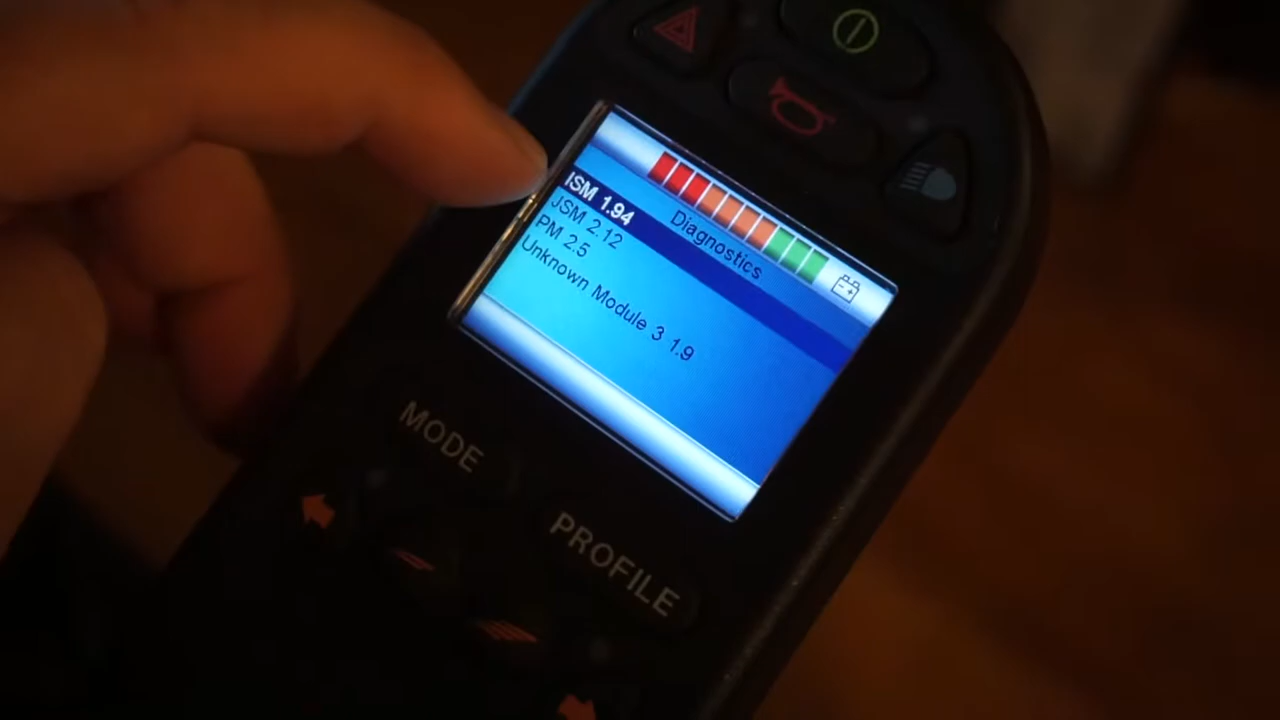 Diagnostics
ISM 1.94
JSM 2.12
PM 2.5
Unknown Module 3 1.9
MODE
PROFILE